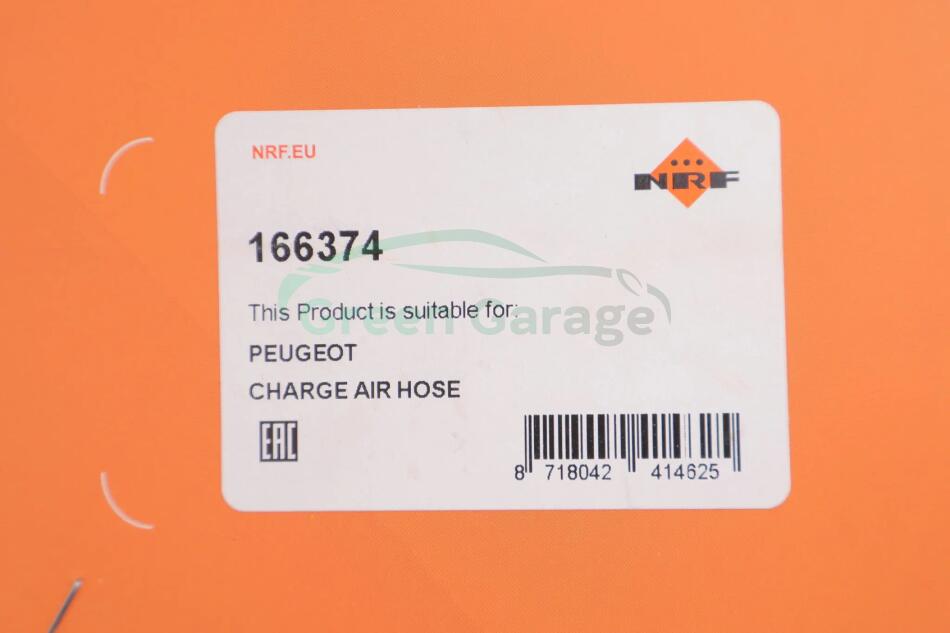 NRF.EU
NRF
166374
This Product is suitable for:
Green Garage
PEUGEOT
CHARGE AIR HOSE
EAC
8 718042 414625